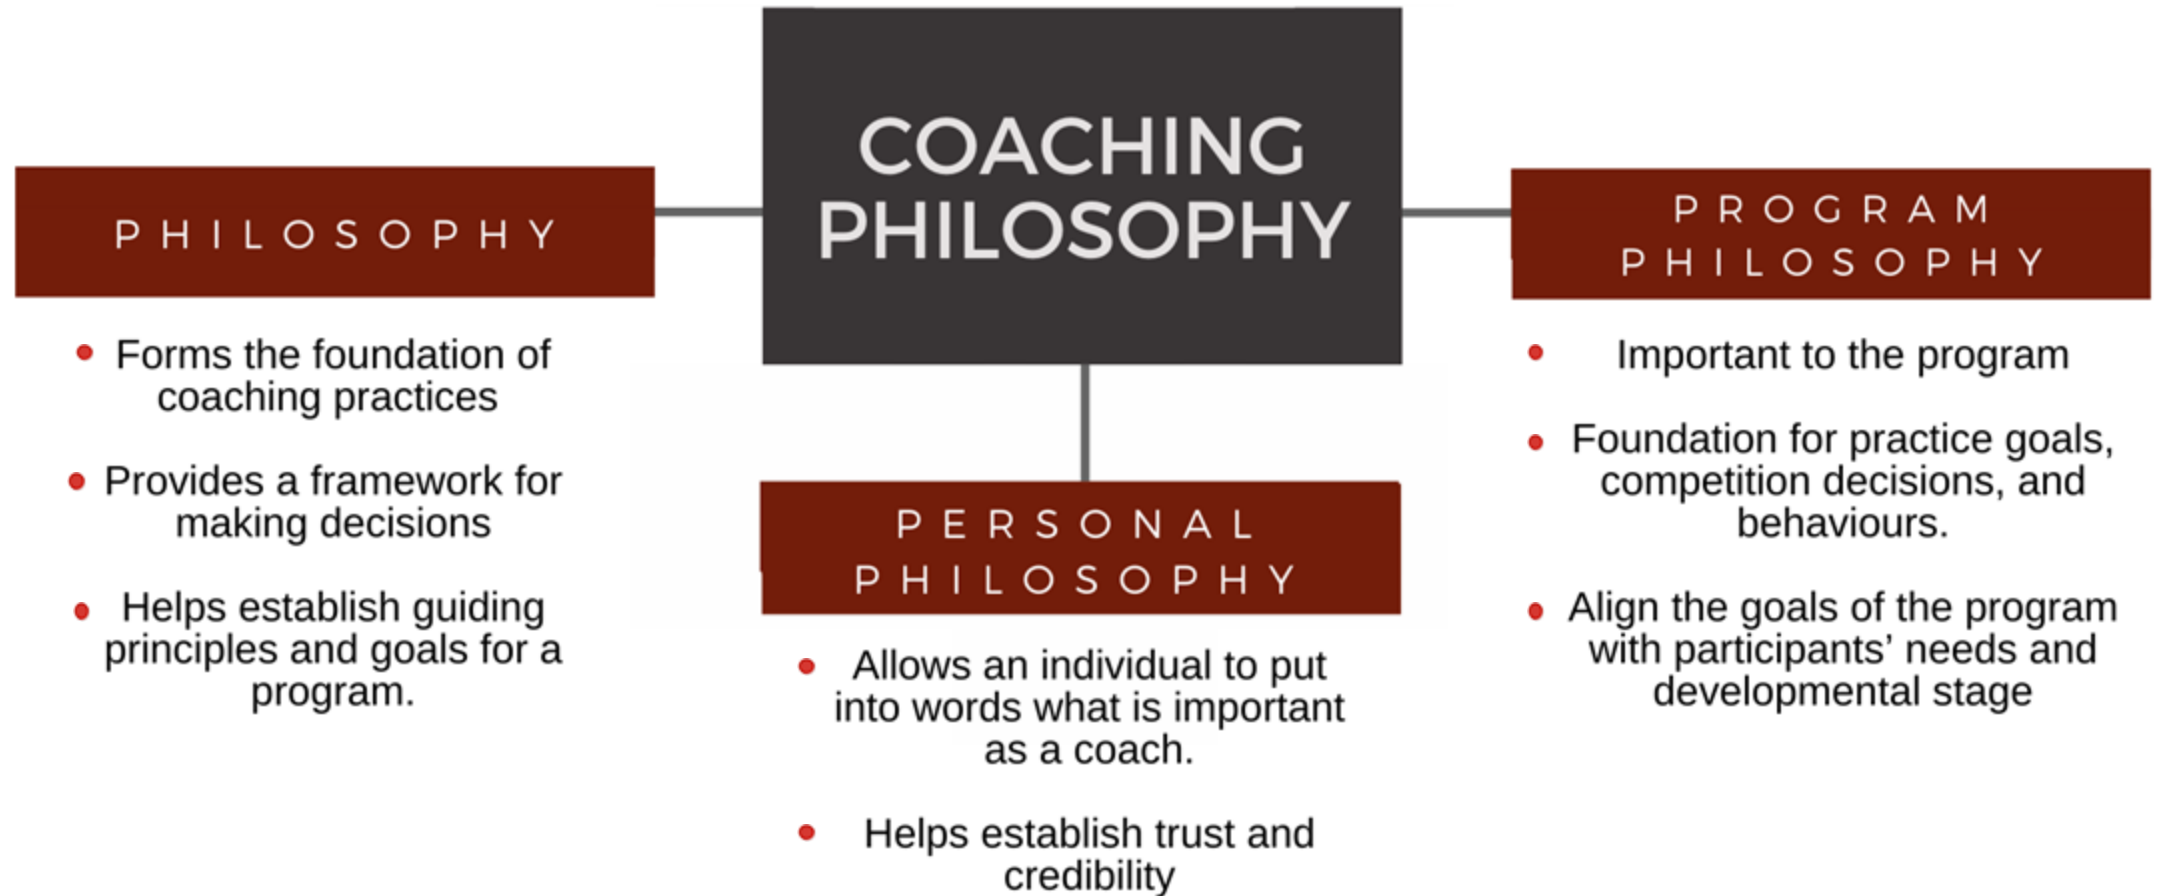 COACHING
PHILOSOPHY
PHILOSOPHY
• Forms the foundation of
coaching practices
• Provides a framework for
making decisions
• Helps establish guiding
principles and goals for a
program.
PERSONAL
PHILOSOPHY
• Allows an individual to put
into words what is important
as a coach.
• Helps establish trust and
credibility
PROGRAM
PHILOSOPHY
• Important to the program
• Foundation for practice goals,
competition decisions, and
behaviours.
• Align the goals of the program
with participants’ needs and
developmental stage